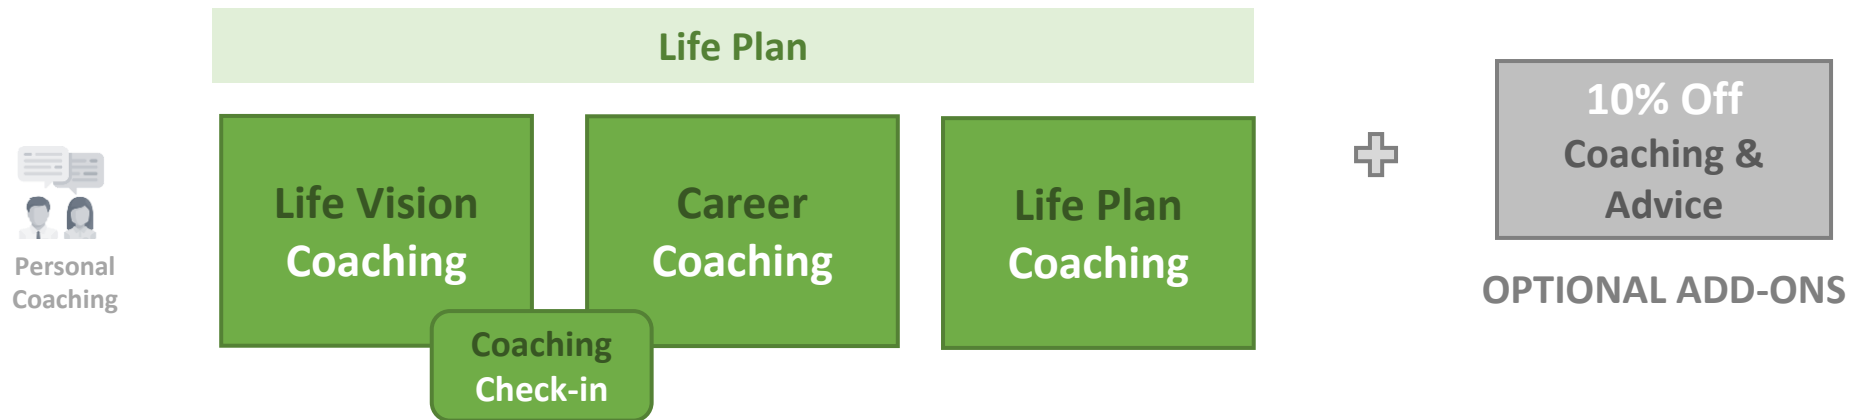 Life Plan
Personal
Coaching
Life Vision
Coaching
Career
Coaching
Life Plan
Coaching
Coaching
Check-in
10% Off
Coaching &
Advice
OPTIONAL ADD-ONS